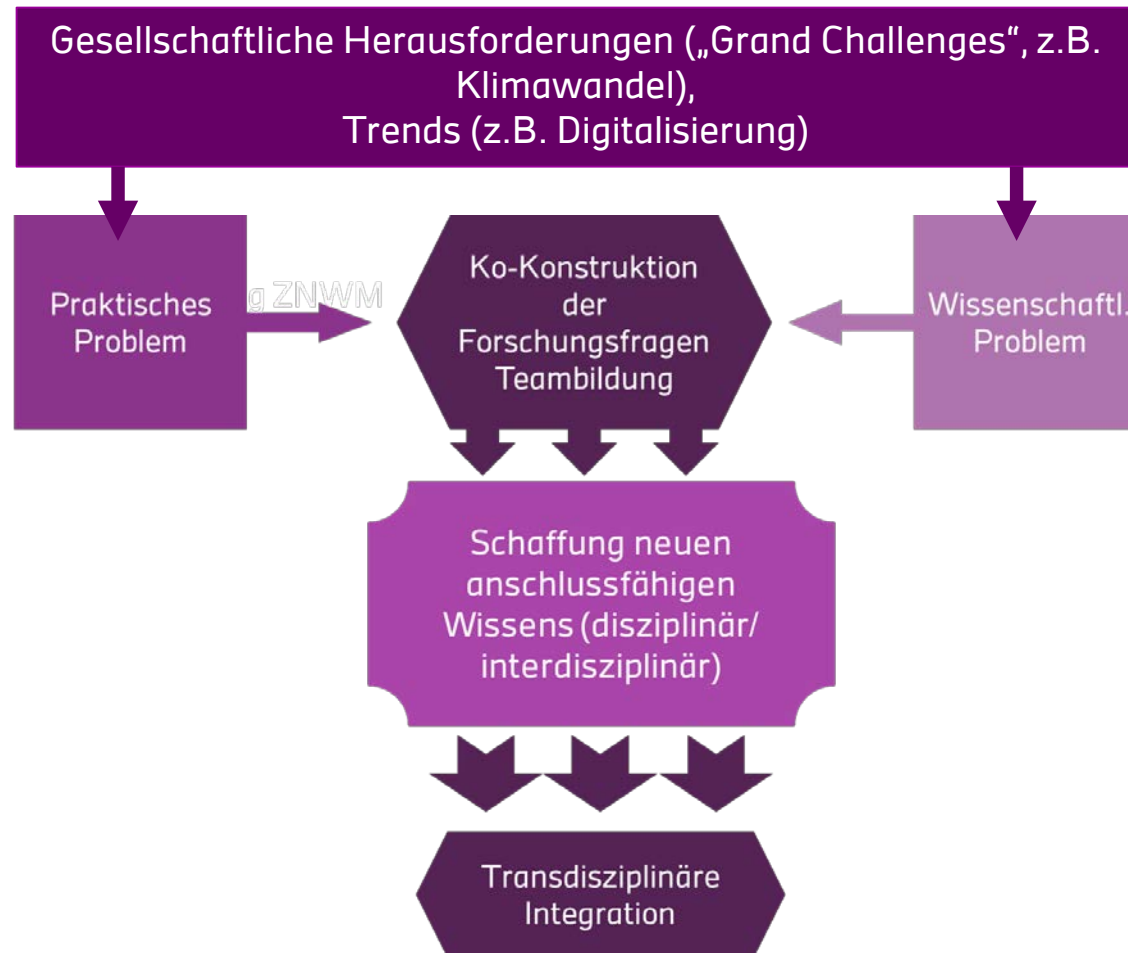 Gesellschaftliche Herausforderungen („Grand Challenges“, z.B.
Klimawandel),
Trends (z.B. Digitalisierung)
Praktisches
Problem
g ZNWM
Ko-Konstruktion
der
Forschungsfragen
Teambildung
Wissenschaftl.
Problem
Schaffung neuen
anschlussfähigen
Wissens (disziplinär/
interdisziplinär)
Transdisziplinäre
Integration